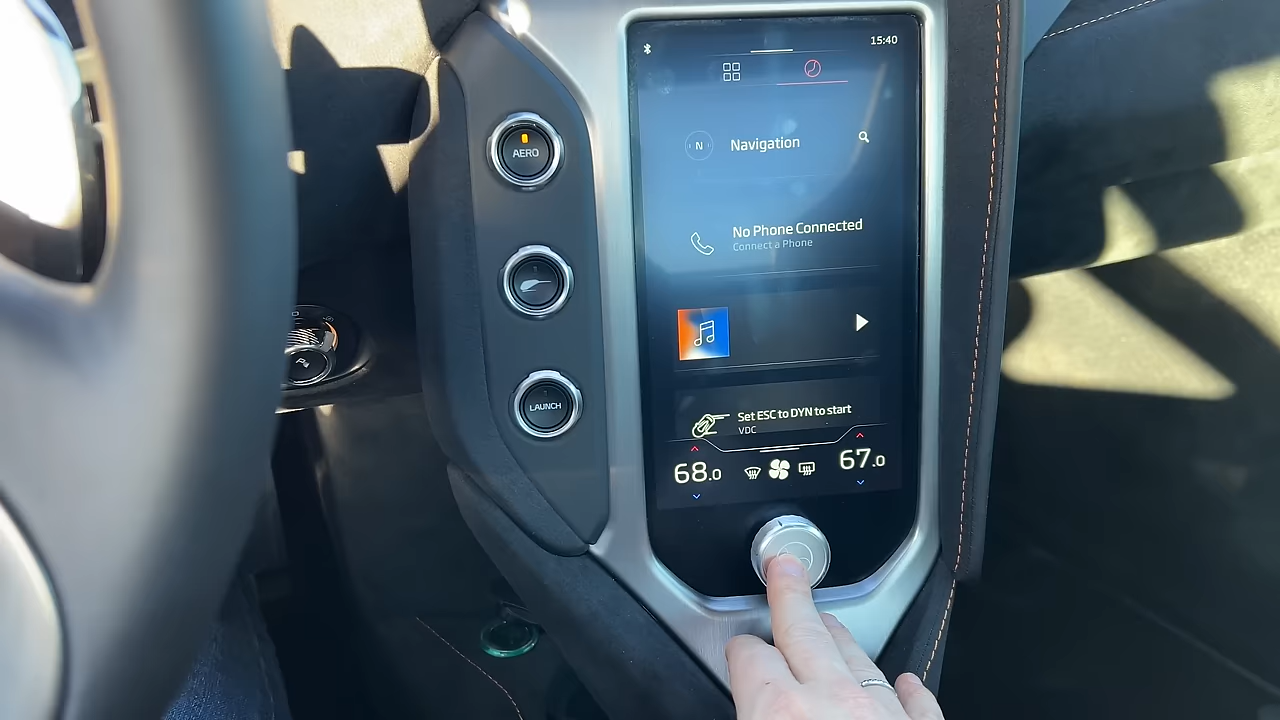 15:40
AERO
N
Navigation
No Phone Connected
Connect a Phone
LAUNCH
Set ESC to DYN to start
VDC
68.0
67.0